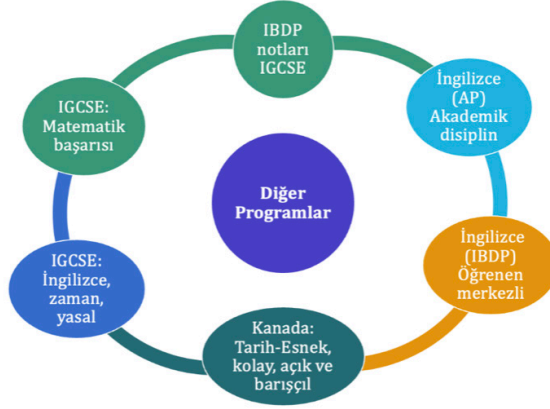 IBDP
notları
IGCSE
İngilizce
(AP)
Akademik
disiplin
İngilizce
(IBDP)
Öğrenen
merkezli
Kanada:
Tarih-Esnek,
kolay, açık ve
barışçıl
IGCSE:
İngilizce,
zaman,
yasal
IGCSE:
Matematik
başarısı
Diğer
Programlar